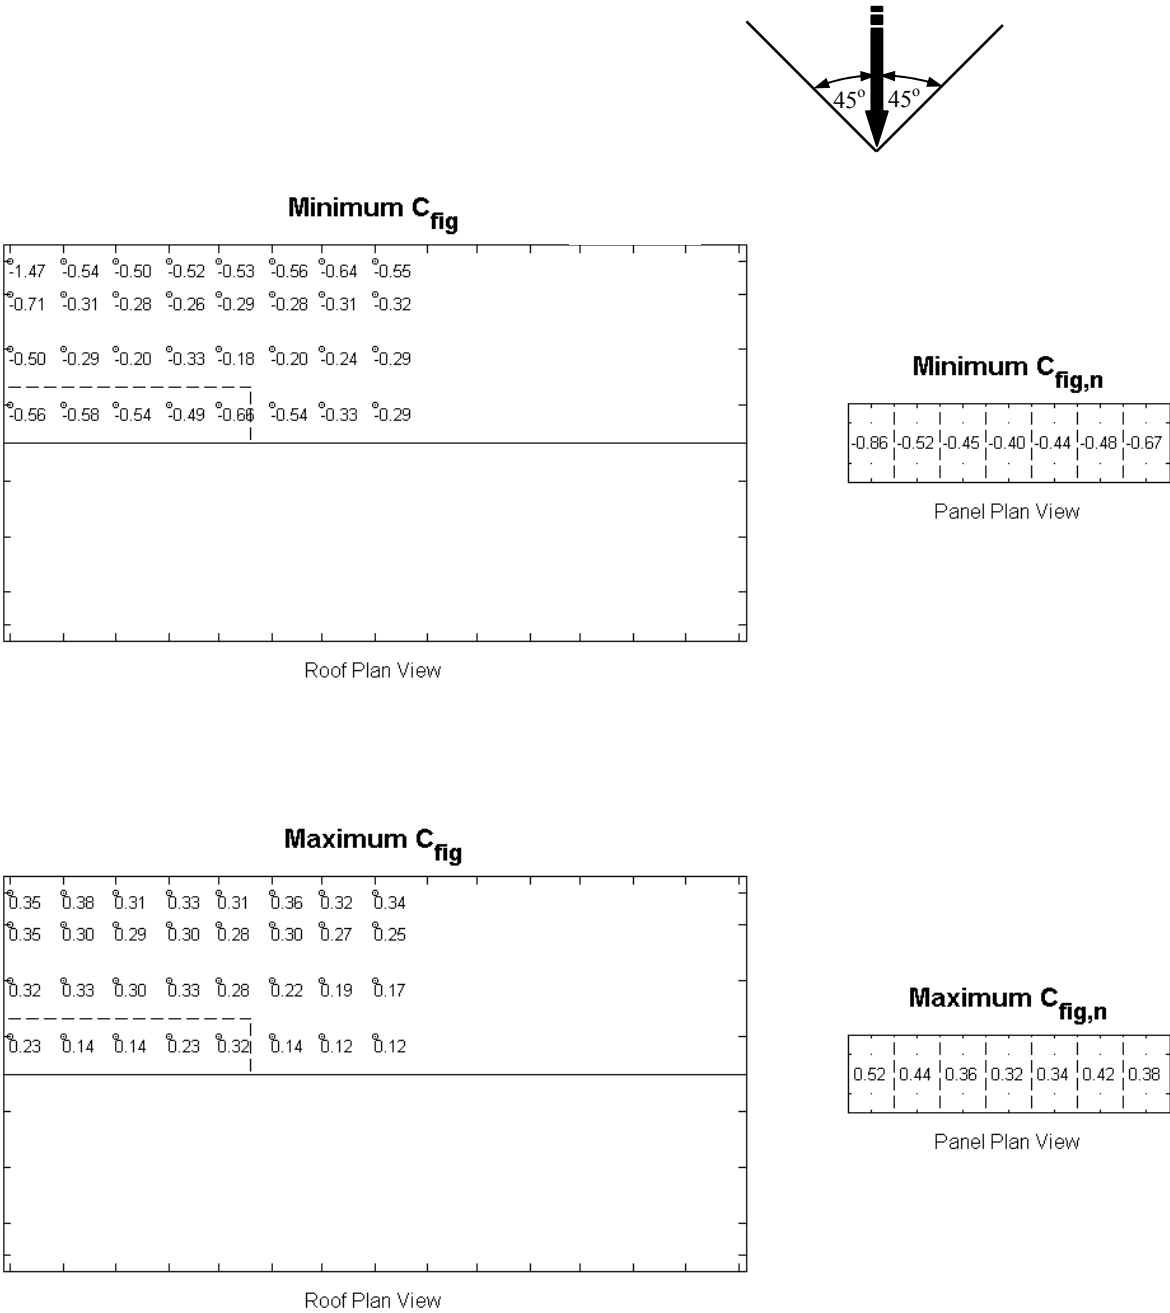 45° 45°
Minimum Cfig
-1.47 -0.54 -0.50 -0.52 -0.53 -0.56 -0.64 -0.55
-0.71 -0.31 -0.28 -0.26 -0.29 -0.28 -0.31 -0.32
-0.50 -0.29 -0.20 -0.33 -0.18 -0.20 -0.24 -0.29
-0.56 -0.58 -0.54 -0.49 -0.66 -0.54 -0.33 -0.29
Roof Plan View
Minimum Cfig,n
-0.86 -0.52 -0.45 -0.40 -0.44 -0.48 -0.67
Panel Plan View
Maximum Cfig
0.35 0.38 0.31 0.33 0.31 0.36 0.32 0.34
0.35 0.30 0.29 0.30 0.28 0.30 0.27 0.25
0.32 0.33 0.30 0.33 0.28 0.22 0.19 0.17
0.23 0.14 0.14 0.23 0.32 0.14 0.12 0.12
Roof Plan View
Maximum Cfig,n
0.52 0.44 0.36 0.32 0.34 0.42 0.38
Panel Plan View